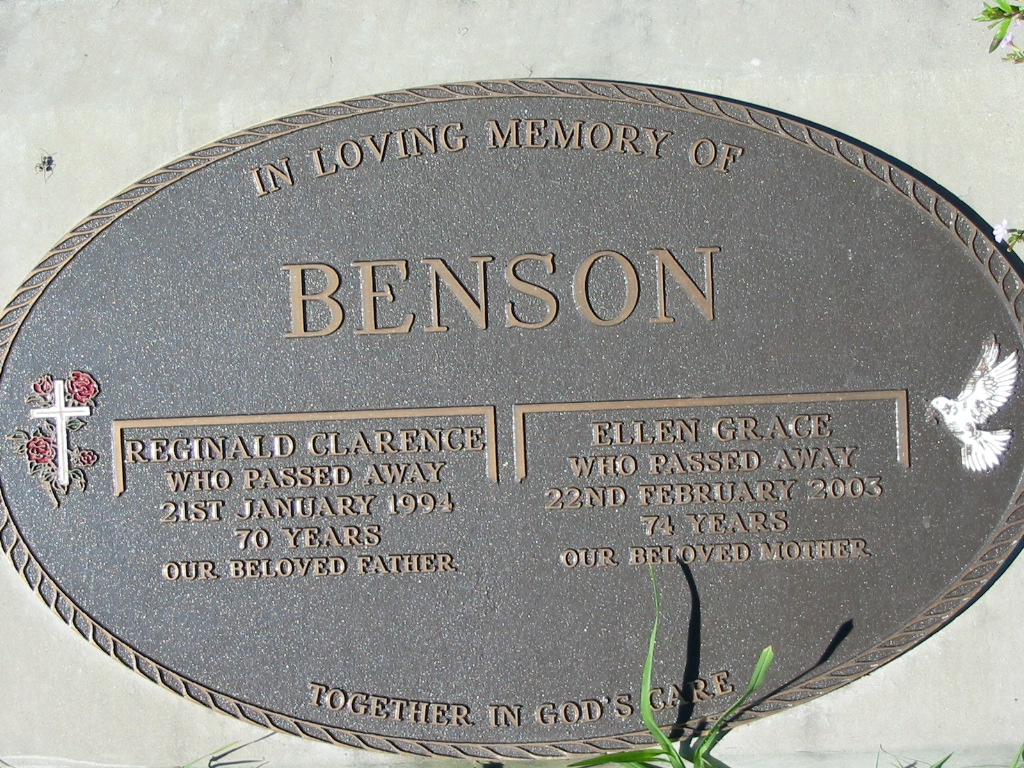 IN LOVING MEMORY OF
BENSON
REGINALD CLARENCE
WHO PASSED AWAY
21ST JANUARY 1994
70 YEARS
OUR BELOVED FATHER
ELLEN GRACE
WHO PASSED AWAY
22ND FEBRUARY 2003
74 YEARS
OUR BELOVED MOTHER
TOGETHER IN GOD'S CARE